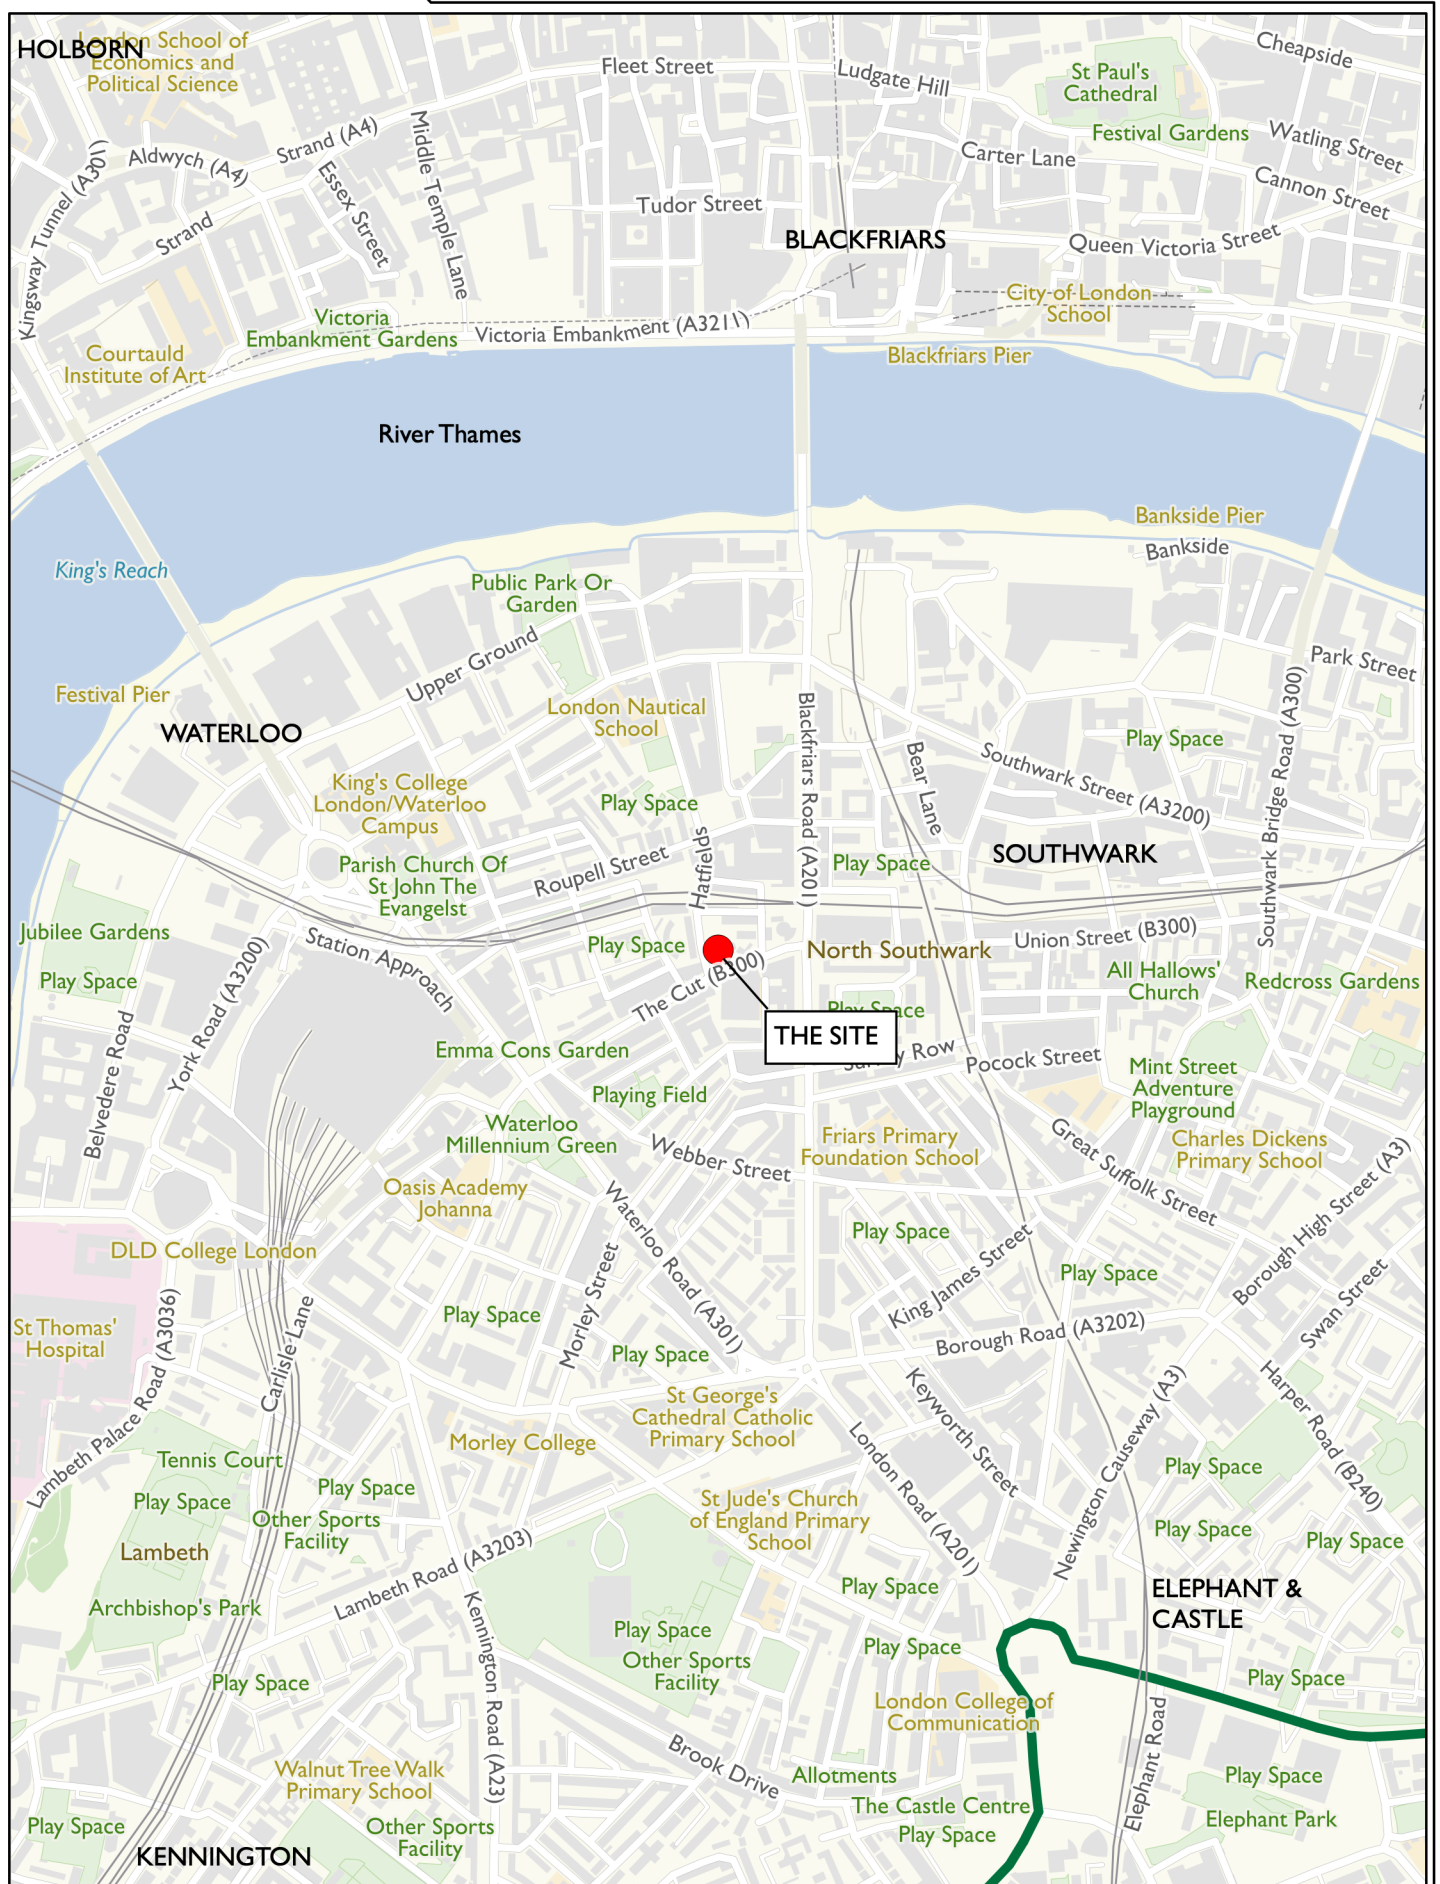 HOLBORN
London School of
Economics and
Political Science
Fleet Street
Ludgate Hill
St Paul's
Cathedral
Cheapside
Festival Gardens
Watling Street
Kingsway Tunnel (A301)
Aldwych (A4)
Strand (A4)
Middle Temple Lane
Essex Street
Strand
Carter Lane
Cannon Street
Tudor Street
BLACKFRIARS
Queen Victoria Street
City of London
School
Victoria
Embankment Gardens
Victoria Embankment (A3211)
Courtauld
Institute of Art
Blackfriars Pier
River Thames
Bankside Pier
Bankside
King's Reach
Public Park Or
Garden
Upper Ground
Park Street
Festival Pier
WATERLOO
London Nautical
School
Blackfriars Road (A201)
Bear Lane
Southwark Street (A3200)
Play Space
Southwark Bridge Road (A300)
King's College
London/Waterloo
Campus
Play Space
Hatfields
Roupell Street
Parish Church Of
St John The
Evangelst
Play Space
SOUTHWARK
Jubilee Gardens
Play Space
York Road (A3200)
Station Approach
Play Space
The Cut (B300)
North Southwark
Union Street (B300)
All Hallows'
Church
Redcross Gardens
Play Space
THE SITE
Row
Pocock Street
Belvedere Road
Emma Cons Garden
Playing Field
Mint Street
Adventure
Playground
Waterloo
Millennium Green
Webber Street
Friars Primary
Foundation School
Great Suffolk Street
Charles Dickens
Primary School
Borough High Street (A3)
Oasis Academy
Johanna
Waterloo Road (A301)
Play Space
DLD College London
Morley Street
King James Street
Play Space
Swan Street
St Thomas'
Hospital
Lambeth Palace Road (A3036)
Carlisle Lane
Play Space
Play Space
Borough Road (A3202)
St George's
Cathedral Catholic
Primary School
Keyworth Street
Newington Causeway (A3)
Harper Road (B240)
Morley College
London Road (A201)
Tennis Court
Play Space
Play Space
Play Space
Other Sports
Facility
St Jude's Church
of England Primary
School
Play Space
Play Space
Lambeth
Lambeth Road (A3203)
Archbishop's Park
Kennington Road (A23)
Play Space
ELEPHANT &
CASTLE
Play Space
Other Sports
Facility
Play Space
Play Space
Play Space
London College of
Communication
Elephant Road
Brook Drive
Walnut Tree Walk
Primary School
Allotments
Play Space
The Castle Centre
Play Space
Elephant Park
Play Space
Other Sports
Facility
KENNINGTON